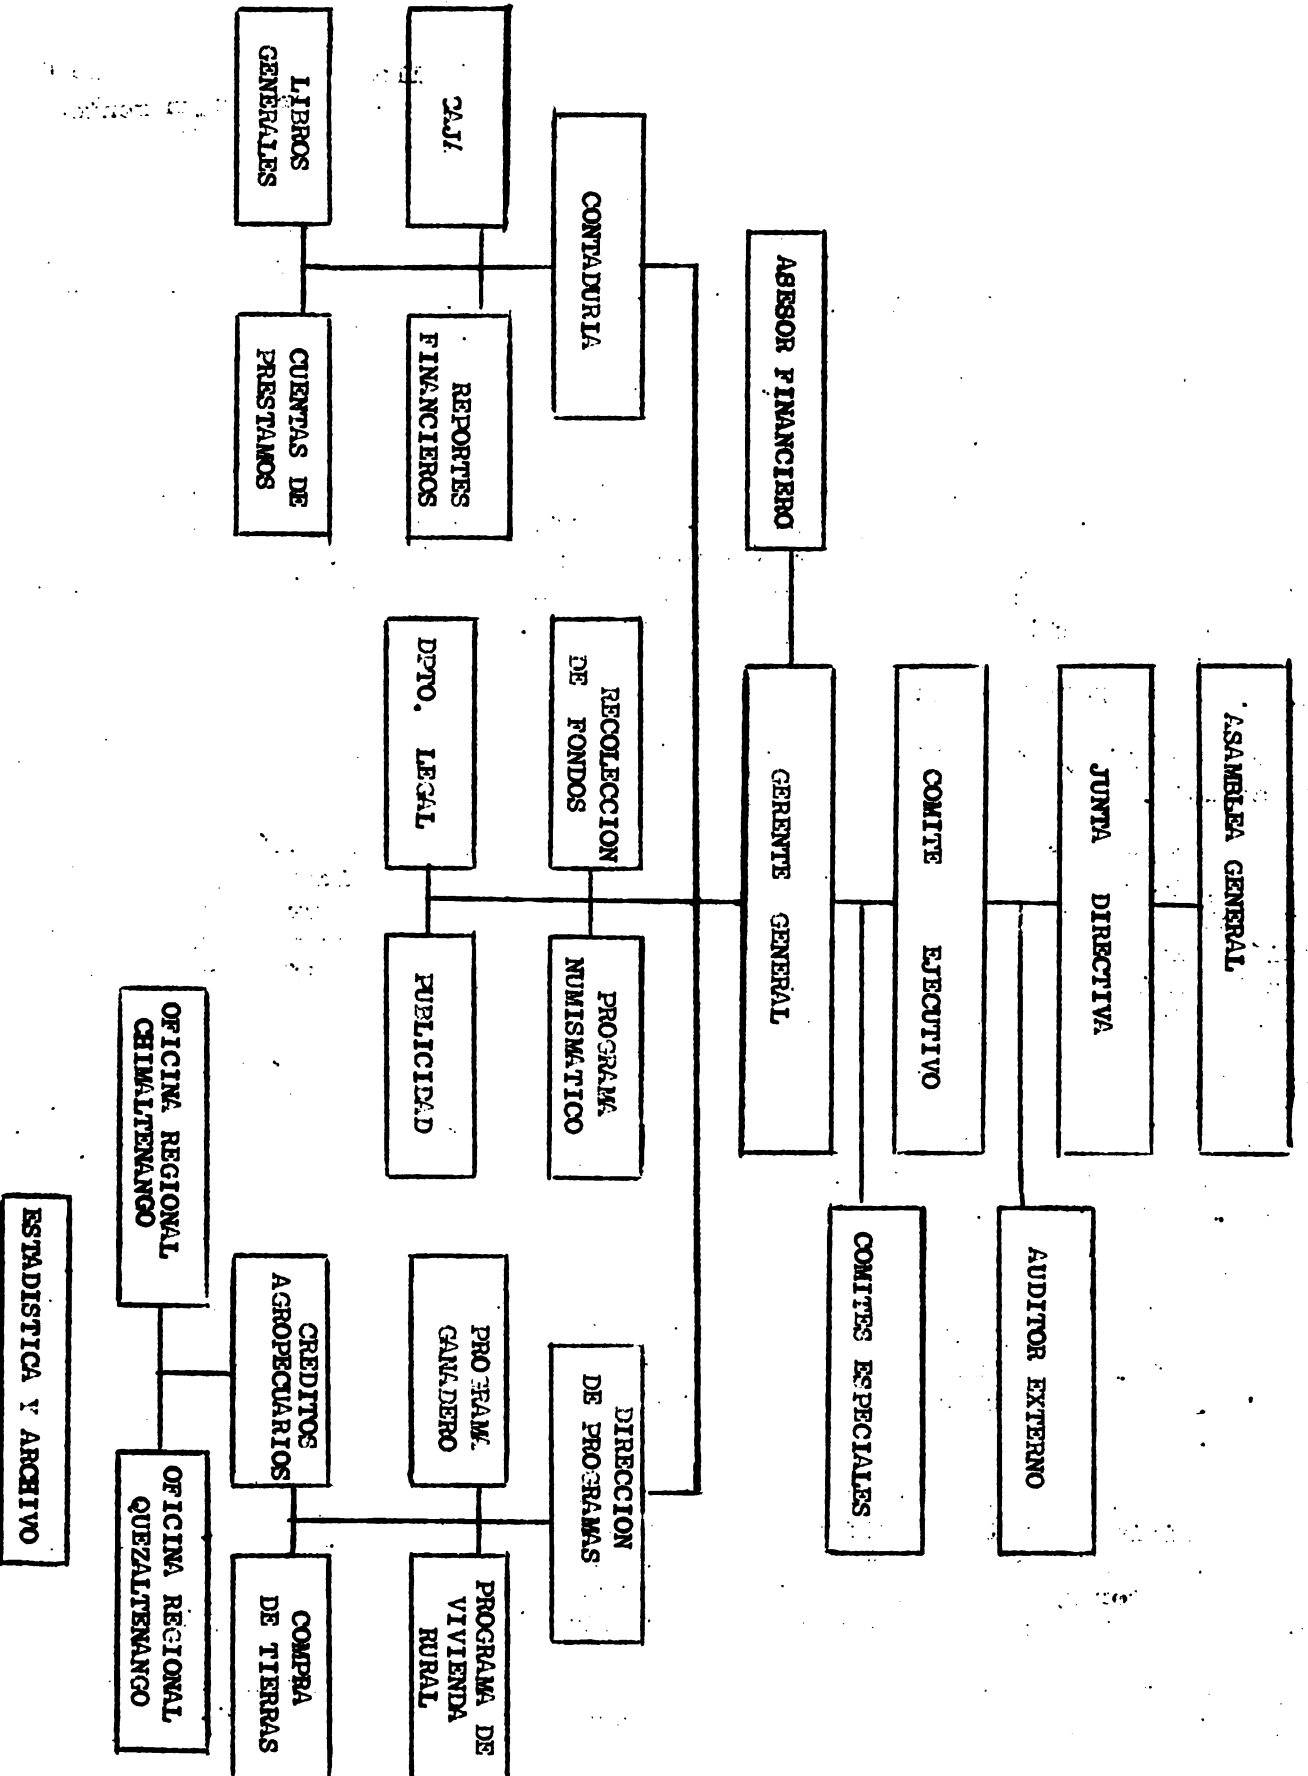 ASAMBLEA GENERAL
JUNTA DIRECTIVA
AUDITOR EXTERNO
COMITE EJECUTIVO
COMITES ESPECIALES
ASESOR FINANCIERO
GERENTE GENERAL
CONTADURIA
RECOLECCION
DE FONDOS
PROGRAMA
NUMISMATICO
DIRECCION
DE PROGRAMAS
CAJA
REPORTES
FINANCIEROS
DPTO. LEGAL
PUBLICIDAD
PROGRAMA
GANADERO
PROGRAMA DE
VIVIENDA
RURAL
LIBROS
GENERALES
CUENTAS DE
PRESTAMOS
CREDITOS
AGROPECUARIOS
COMPRA
DE TIERRAS
OFICINA REGIONAL
CHIMALTENANGO
OFICINA REGIONAL
QUEZALTENANGO
ESTADISTICA Y ARCHIVO